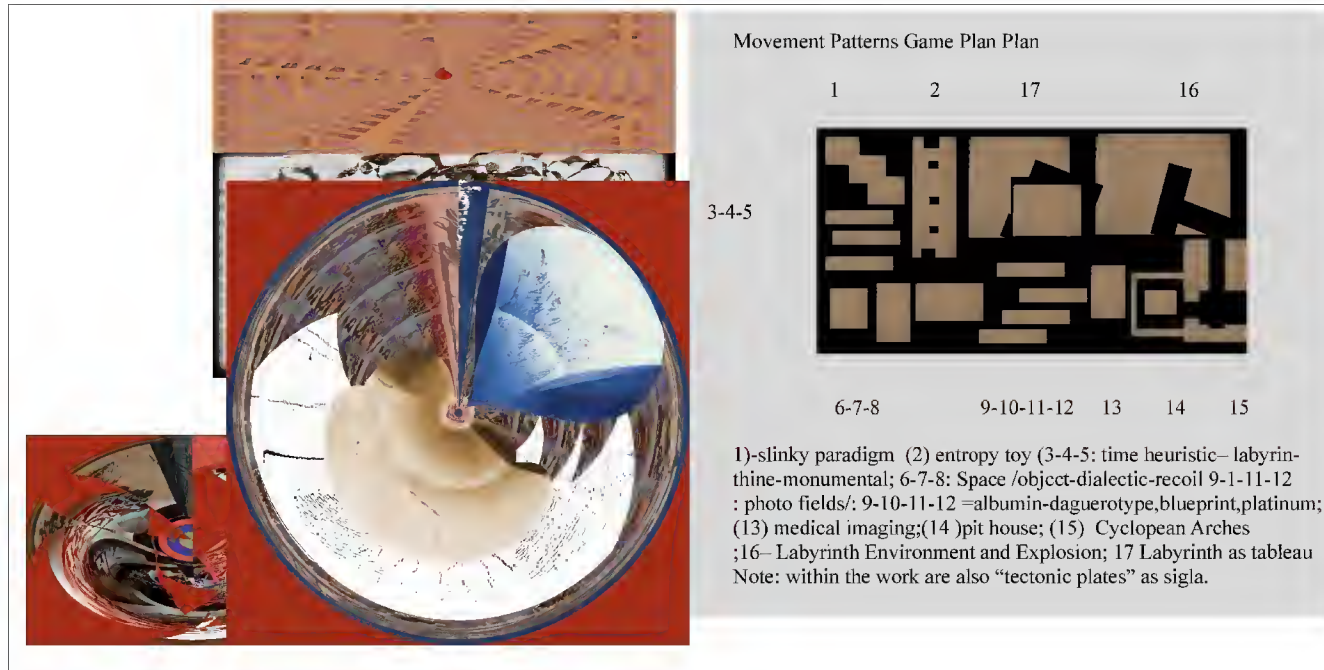 Movement Patterns Game Plan Plan
1 2 17 16
3-4-5
6-7-8 9-10-11-12 13 14 15
1)-slinky paradigm (2) entropy toy (3-4-5: time heuristic– labyrin-
thine-monumental; 6-7-8: Space /object-dialectic-recoil 9-1-11-12
: photo fields/: 9-10-11-12 =albumin-daguerotype,blueprint,platinum;
(13) medical imaging;(14 )pit house; (15) Cyclopean Arches
;16– Labyrinth Environment and Explosion; 17 Labyrinth as tableau
Note: within the work are also “tectonic plates” as sigla.